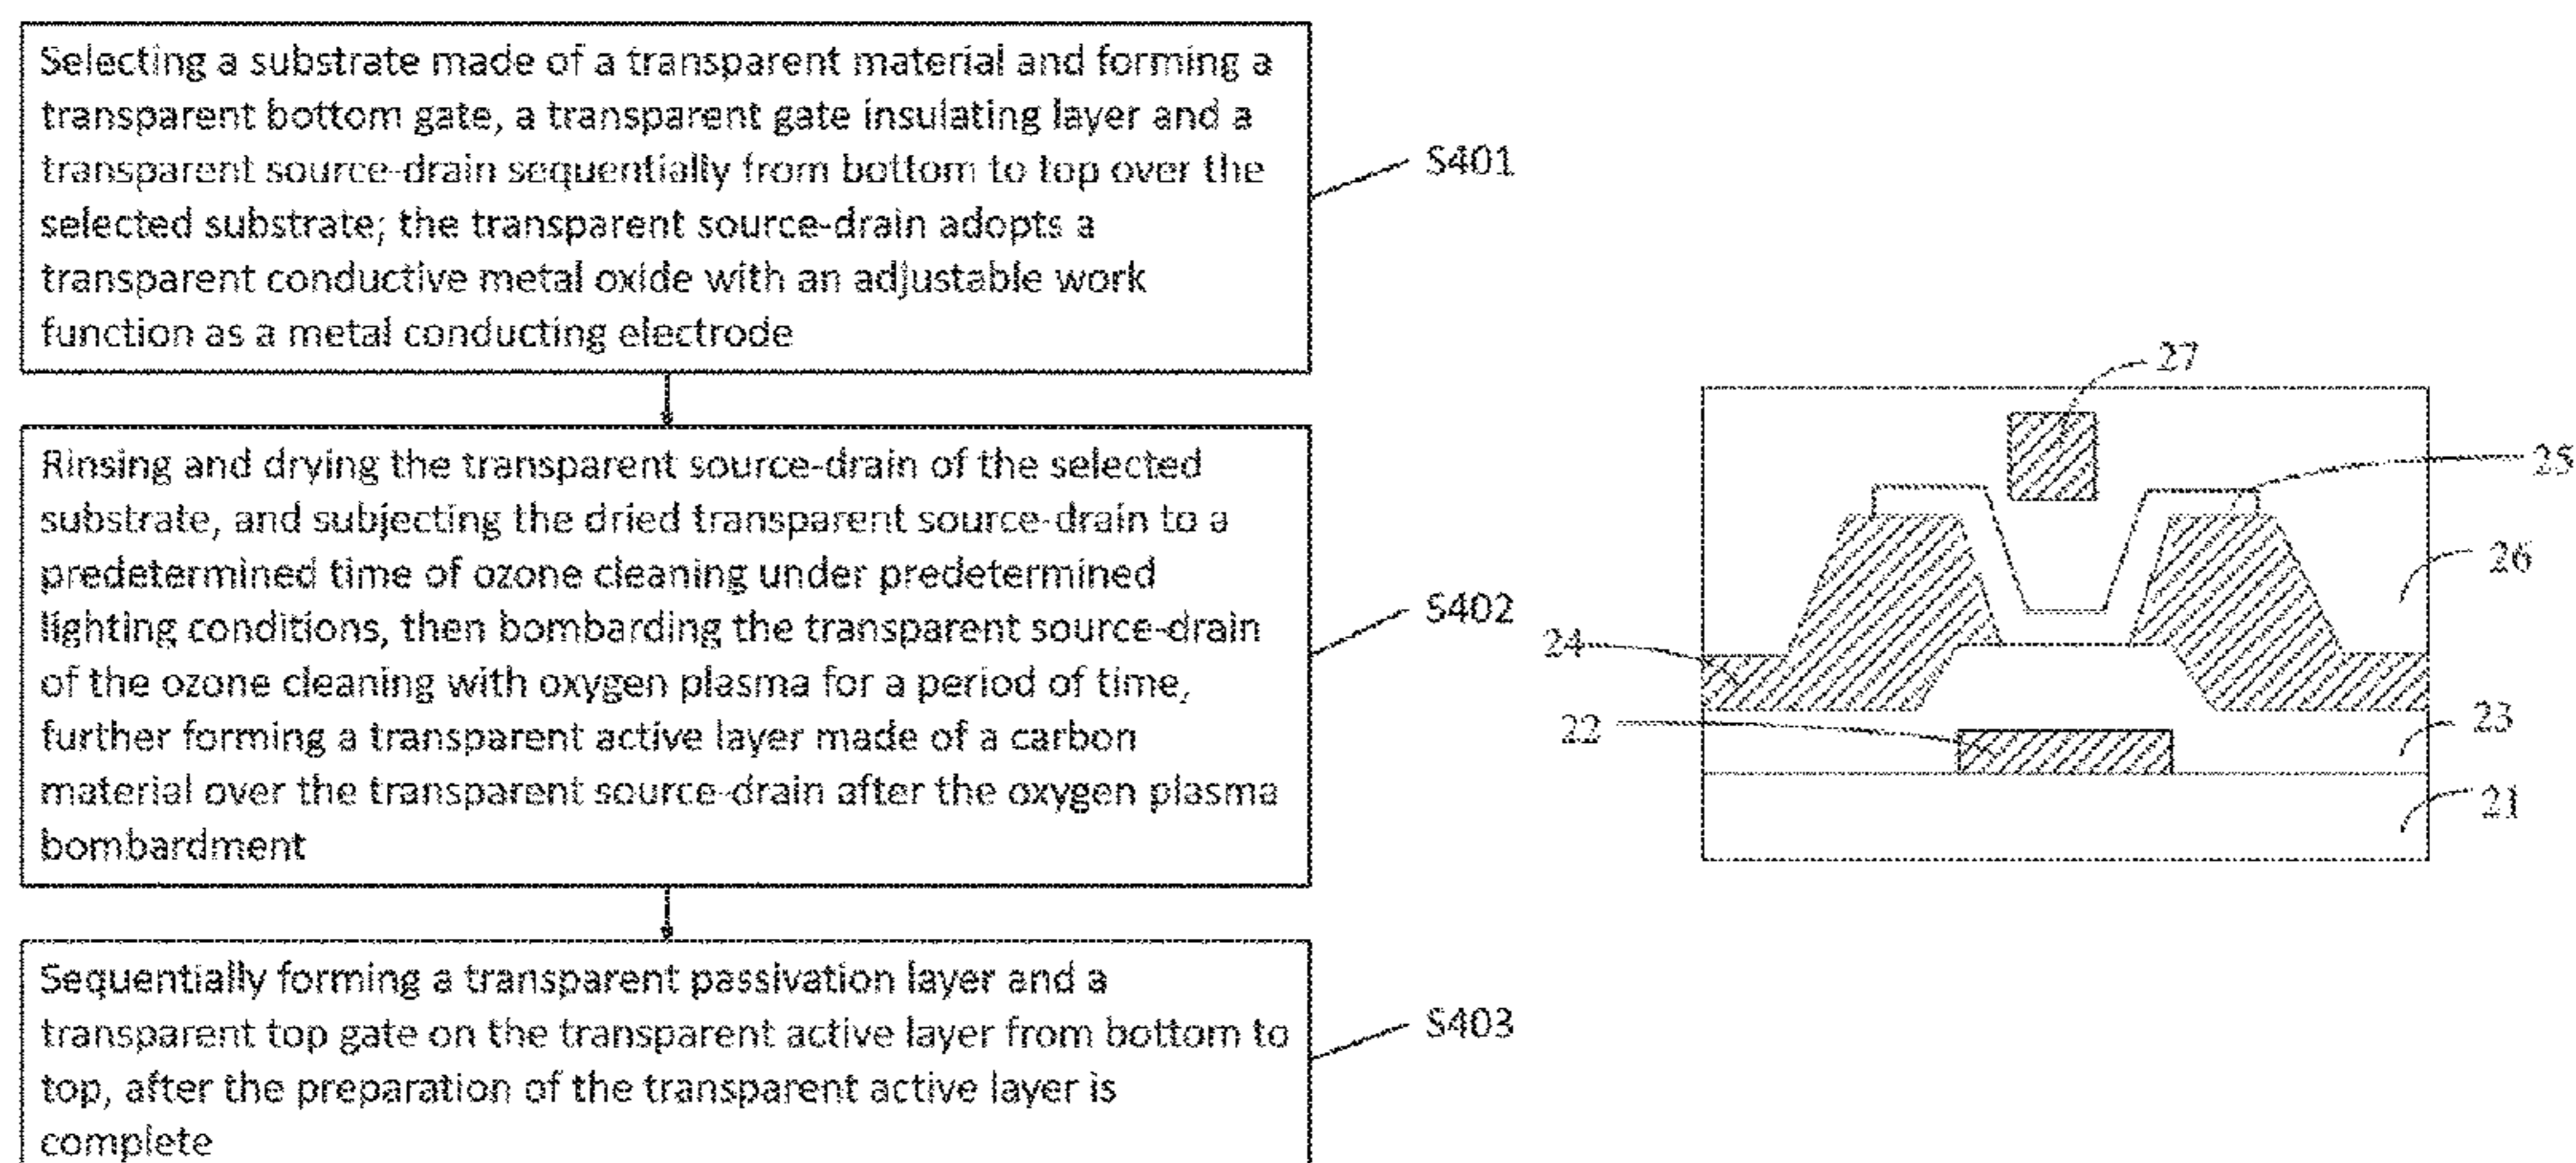 Selecting a substrate made of a transparent material and forming a
transparent bottom gate, a transparent gate insulating layer and a
transparent source-drain sequentially from bottom to top over the
selected substrate; the transparent source-drain adopts a
transparent conductive metal oxide with an adjustable work
function as a metal conducting electrode
S401
Rinsing and drying the transparent source-drain of the selected
substrate, and subjecting the dried transparent source-drain to a
predetermined time of ozone cleaning under predetermined
lighting conditions, then bombarding the transparent source-drain
of the ozone cleaning with oxygen plasma for a period of time,
further forming a transparent active layer made of a carbon
material over the transparent source-drain after the oxygen plasma
bombardment
S402
Sequentially forming a transparent passivation layer and a
transparent top gate on the transparent active layer from bottom to
top, after the preparation of the transparent active layer is
complete
S403
27
25
26
24
23
22
21